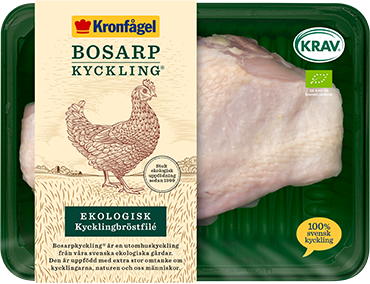 Kronfågel
BOSARP
KYCKLING®
Stolt
ekologisk
uppfödning
sedan 1999
EKOLOGISK
Kycklingbröstfilé
Bosarpkyckling® är en utomhuskyckling
från våra svenska ekologiska gårdar.
Den är uppfödd med extra stor omtanke om
kycklingarna, naturen och oss människor.
KRAV
100%
svensk
kyckling